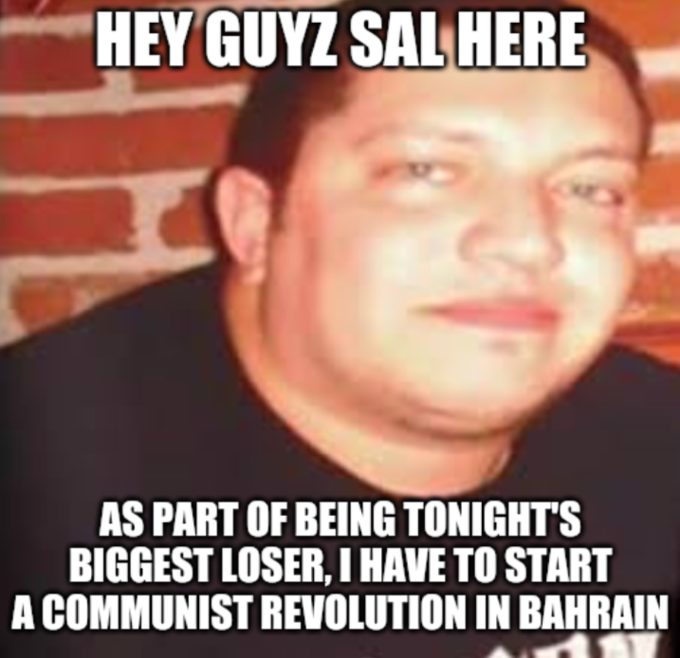 HEY GUYZ SAL HERE
AS PART OF BEING TONIGHT'S
BIGGEST LOSER, I HAVE TO START
A COMMUNIST REVOLUTION IN BAHRAIN